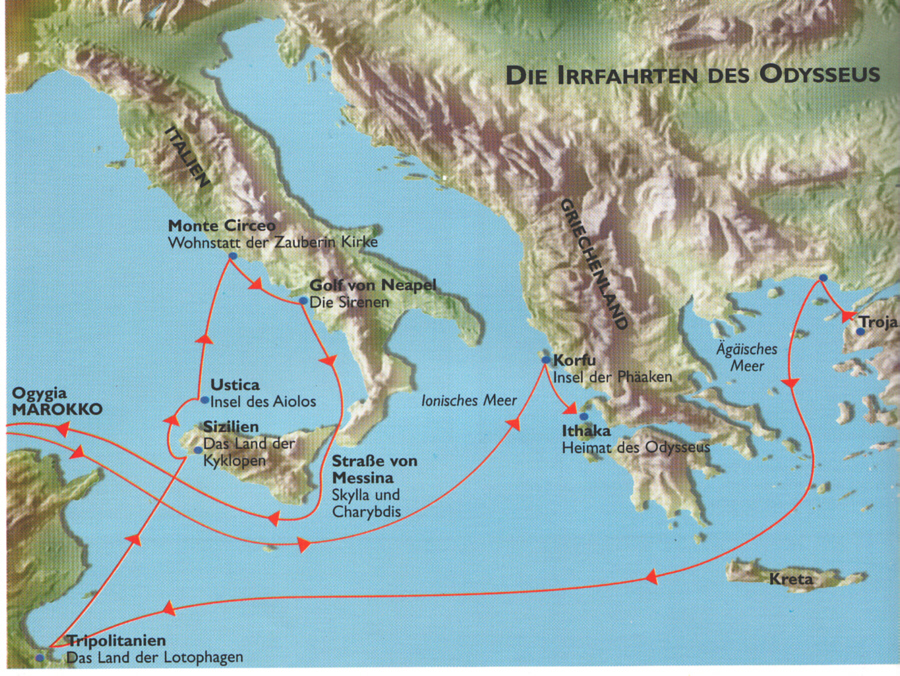 DIE IRRFAHRTEN DES ODYSSEUS
ITALIEN
Monte Circeo
Wohnstatt der Zauberin Kirke
GRIECHENLAND
Golf von Neapel
Die Sirenen
Troja
Ägäisches
Meer
Korfu
Insel der Phäaken
Ogygia
MAROKKO
Ustica
Insel des Aiolos
Ionisches Meer
Sizilien
Das Land der
Kyklopen
Ithaka
Heimat des Odysseus
Straße von
Messina
Skylla und
Charybdis
Kreta
Tripolitanien
Das Land der Lotophagen